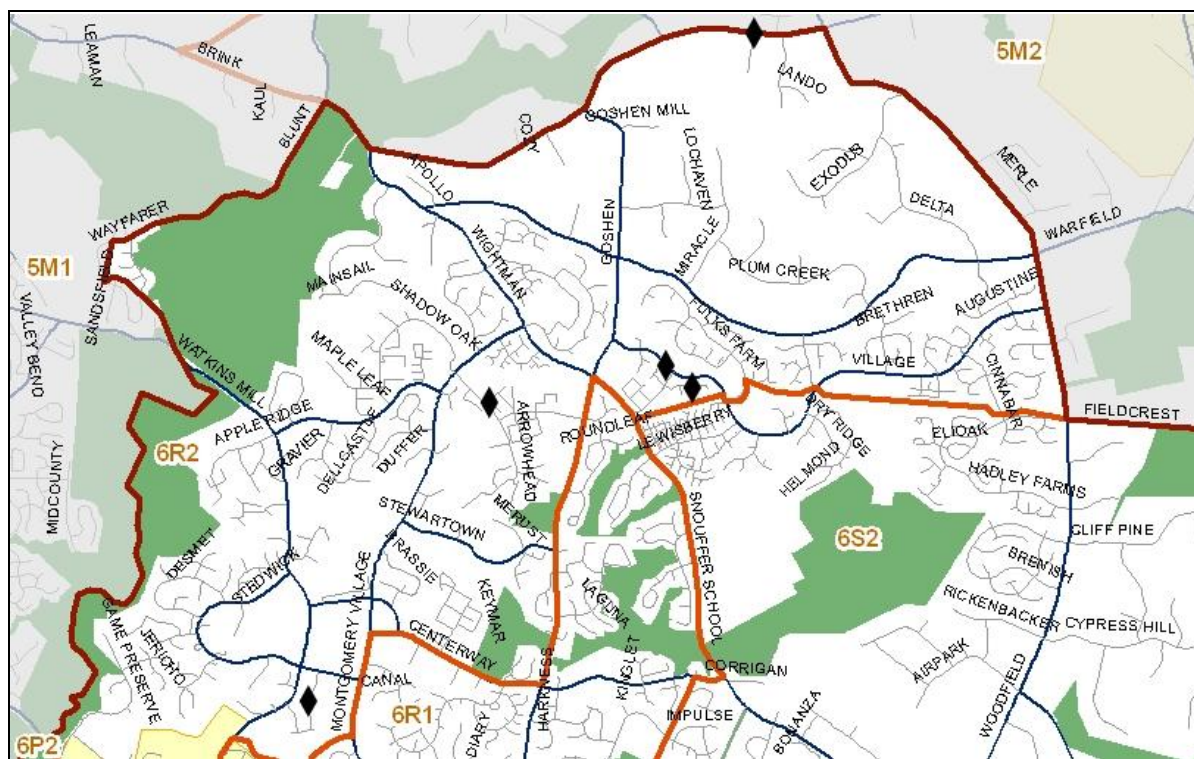 LEAMAN
BRINK
KAUL
BLUNT
LANDO
5M2
COZY
GOSHEN MILL
LOCHAVEN
EXODUS
MERLE
APOLLO
DELTA
WAYFARER
WIGHTMAN
GOSHEN
MIRACLE
WARFIELD
5M1
SANDSFIELD
MAINSAIL
PLUM CREEK
VALLEY BEND
SHADOW OAK
BRETHREN
AUGUSTINE
WATKINS MILL
MAPLE LEAF
FULKS FARM
VILLAGE
CINNABAR
APPLE RIDGE
ARROWHEAD
ROUNDLEAF
LEWISBERRY
DRY RIDGE
FIELDCREST
6R2
GRAVIER
DELLCASTLE
DUFFER
ELIOAK
HELMOND
HADLEY FARMS
MIDCOUNTY
STEWARTOWN
MERUST
SNOUFFER SCHOOL
6S2
CLIFF PINE
DESMET
STEDWICK
BRASSIE
KEYMAR
LAGUNA
BRENISH
RICKENBACKER
CYPRESS HILL
GAME PRESERVE
JERICHO
MONTGOMERY VILLAGE
CENTERWAY
HARKNESS
KINGLET
CORRIGAN
AIRPARK
CANAL
6R1
DIARY
IMPULSE
BONANZA
WOODFIELD
6P2